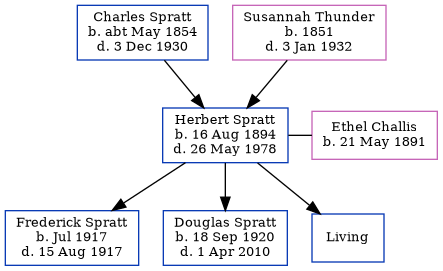 Charles Spratt
b. abt May 1854
d. 3 Dec 1930
Susannah Thunder
b. 1851
d. 3 Jan 1932
Herbert Spratt
b. 16 Aug 1894
d. 26 May 1978
Ethel Challis
b. 21 May 1891
Frederick Spratt
b. Jul 1917
d. 15 Aug 1917
Douglas Spratt
b. 18 Sep 1920
d. 1 Apr 2010
Living